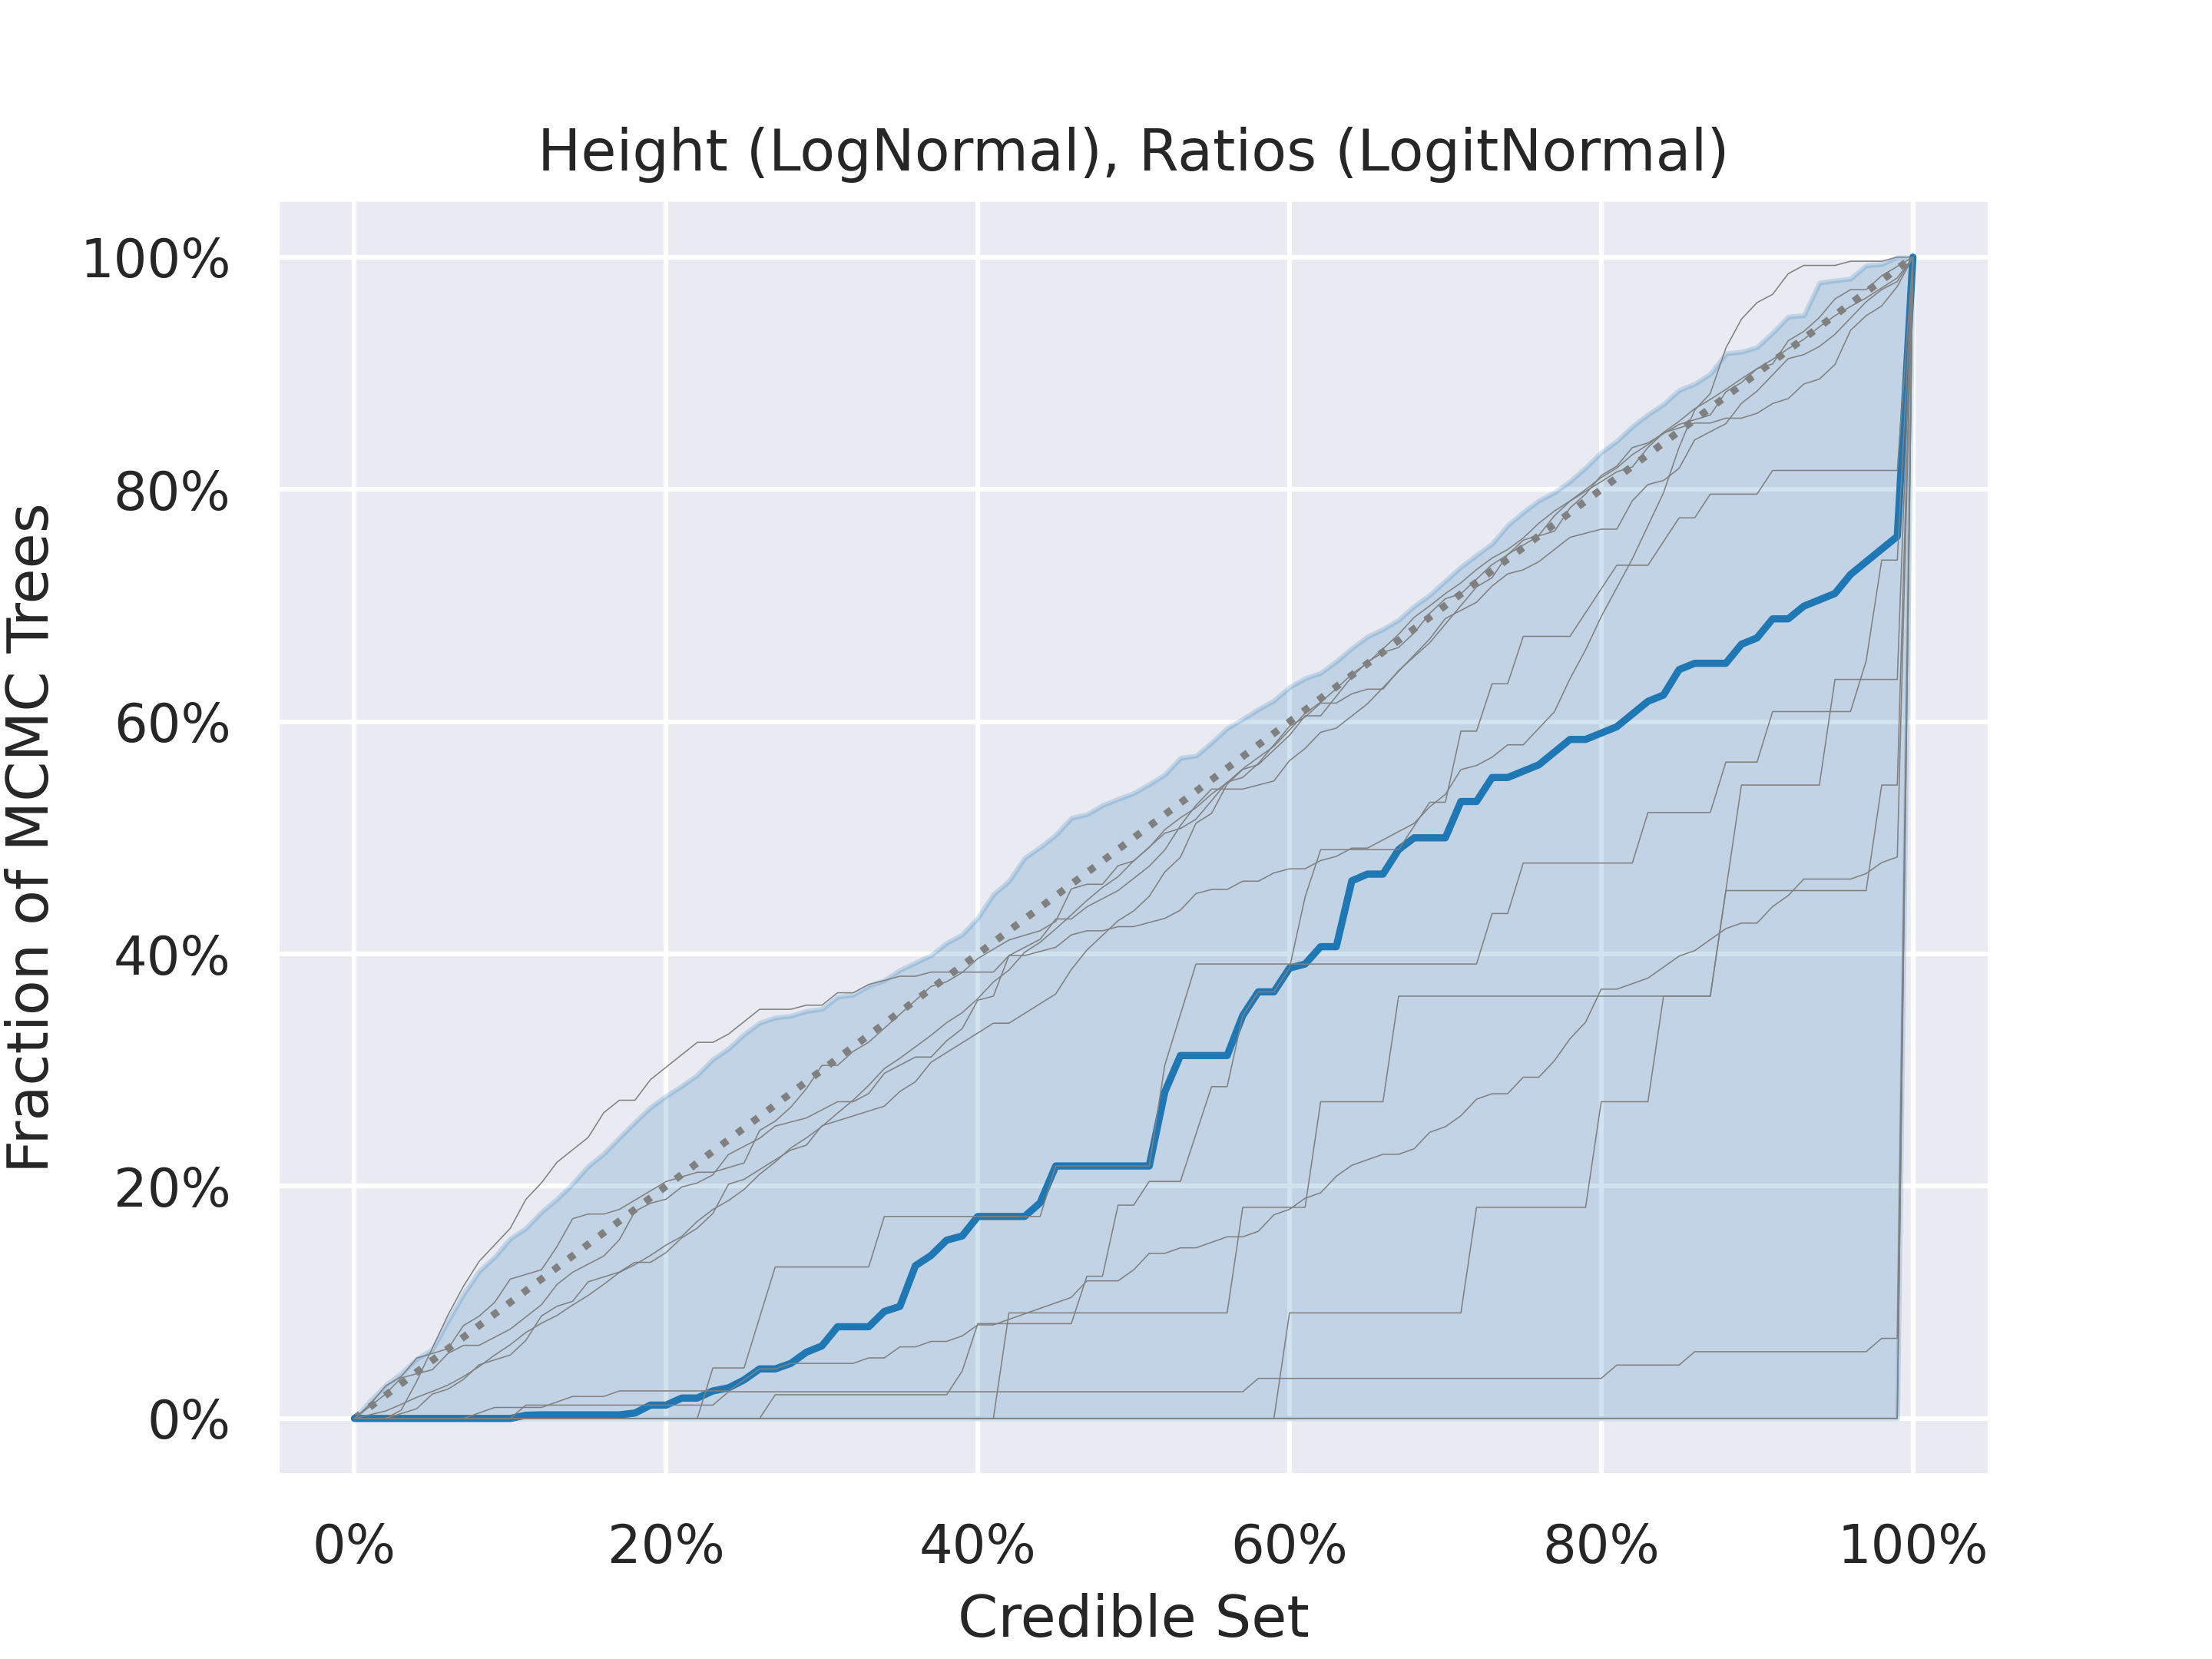 Height (LogNormal), Ratios (LogitNormal)
100%
80%
60%
40%
20%
0%
Fraction of MCMC Trees
0% 20% 40% 60% 80% 100%
Credible Set